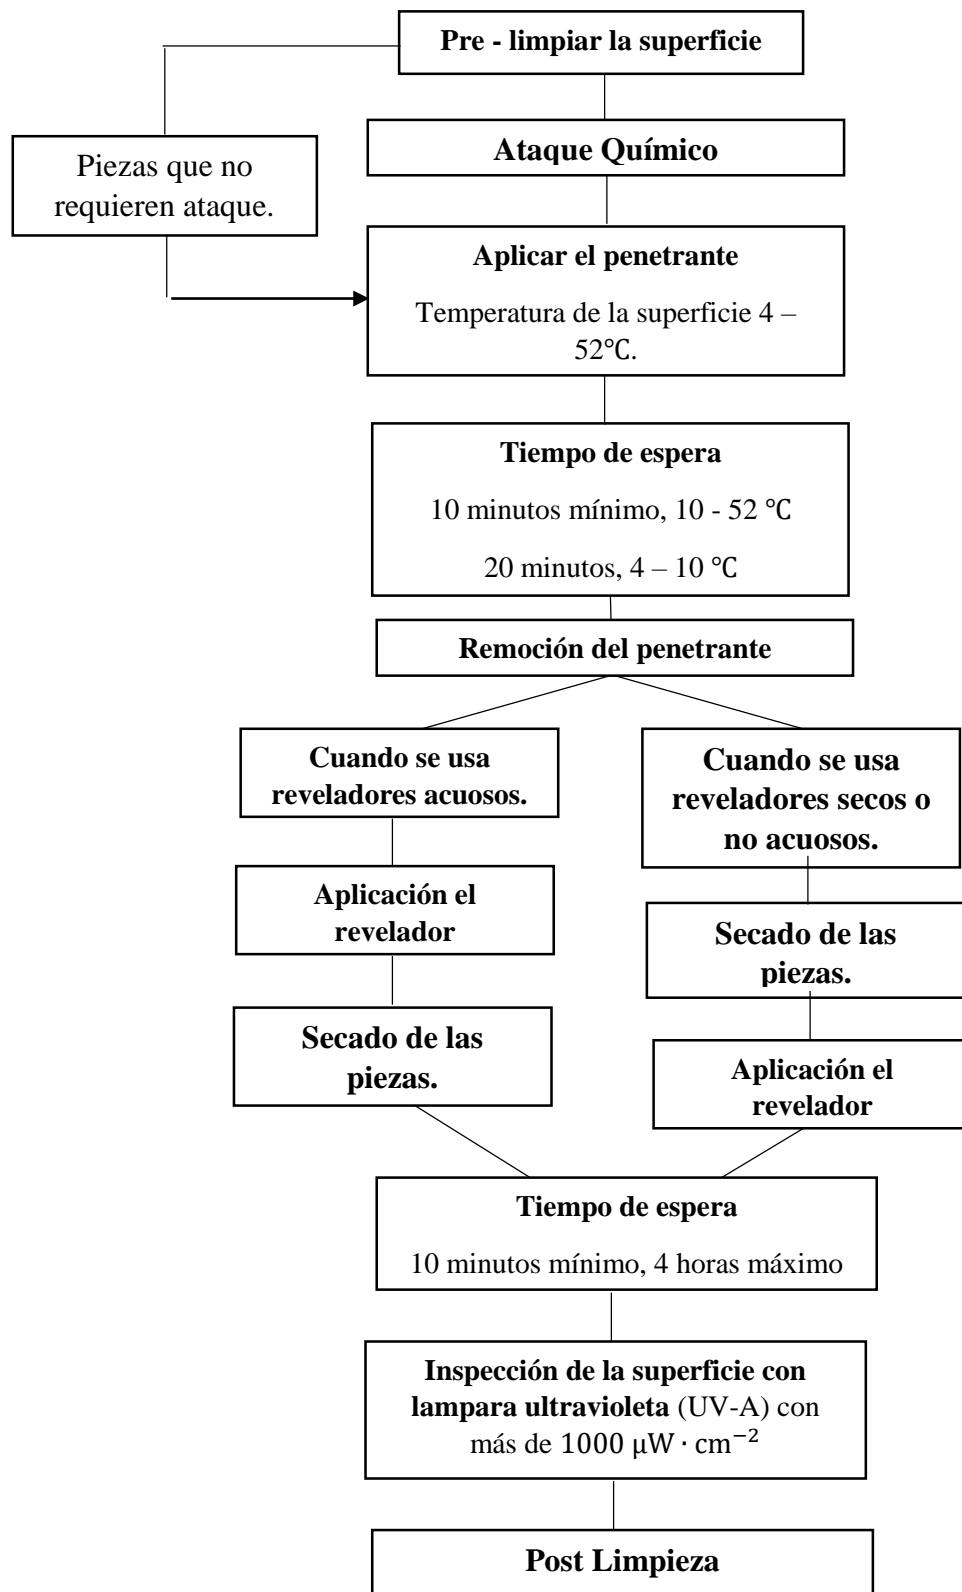 Pre - limpiar la superficie
Piezas que no
requieren ataque.
Ataque Químico
Aplicar el penetrante
Temperatura de la superficie 4 –
52℃.
Tiempo de espera
10 minutos mínimo, 10 - 52 ℃
20 minutos, 4 – 10 ℃
Remoción del penetrante
Cuando se usa
reveladores acuosos.
Aplicación el
revelador
Secado de las
piezas.
Cuando se usa
reveladores secos o
no acuosos.
Secado de las
piezas.
Aplicación el
revelador
Tiempo de espera
10 minutos mínimo, 4 horas máximo
Inspección de la superficie con
lampara ultravioleta (UV-A) con
más de 1000 μW · cm⁻²
Post Limpieza